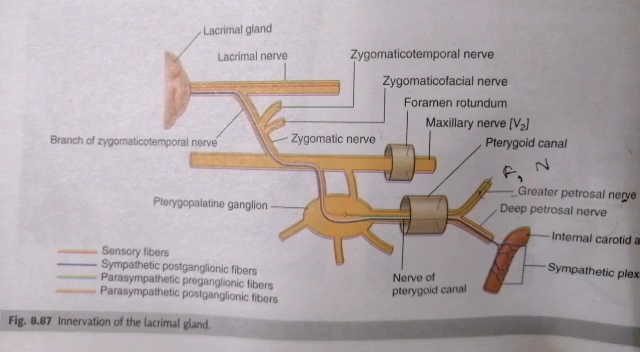 Lacrimal gland
Lacrimal nerve
Zygomaticotemporal nerve
Zygomaticofacial nerve
Foramen rotundum
Maxillary nerve [V2]
Branch of zygomaticotemporal nerve
Zygomatic nerve
Pterygoid canal
N
Greater petrosal nerve
Pterygopalatine ganglion
Deep petrosal nerve
Internal carotid a
Sensory fibers
Sympathetic postganglionic fibers
Parasympathetic preganglionic fibers
Parasympathetic postganglionic fibers
Nerve of
pterygoid canal
Sympathetic plex
Fig. 8.87 Innervation of the lacrimal gland.